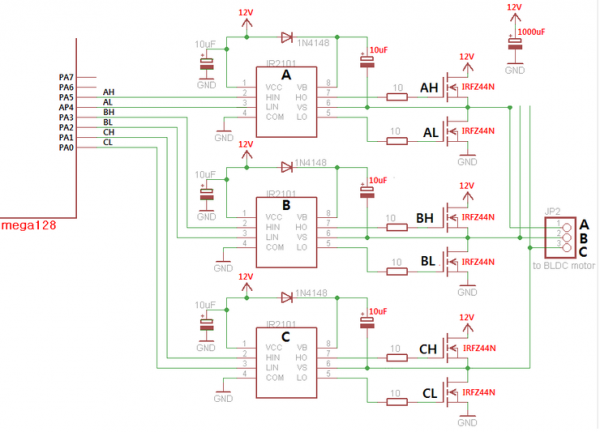 12V
12V
1000uF
GND
10uF
GND
1N4148
10uF
IR2101
A
1 VCC VB 8
2 HIN HO 7
3 LIN VS 6
4 COM LO 5
GND
10
10
12V
AH
IRFZ44N
AL
IRFZ44N
GND
PA7
PA6
PA5 AH
AP4 AL
PA3 BH
PA2 BL
PA1 CH
PA0 CL
mega128
12V
10uF
GND
1N4148
10uF
IR2101
B
1 VCC VB 8
2 HIN HO 7
3 LIN VS 6
4 COM LO 5
GND
10
10
12V
BH
IRFZ44N
BL
IRFZ44N
GND
JP2
1 A
2 B
3 C
to BLDC motor
12V
10uF
GND
1N4148
10uF
IR2101
C
1 VCC VB 8
2 HIN HO 7
3 LIN VS 6
4 COM LO 5
GND
10
10
12V
CH
IRFZ44N
CL
IRFZ44N
GND